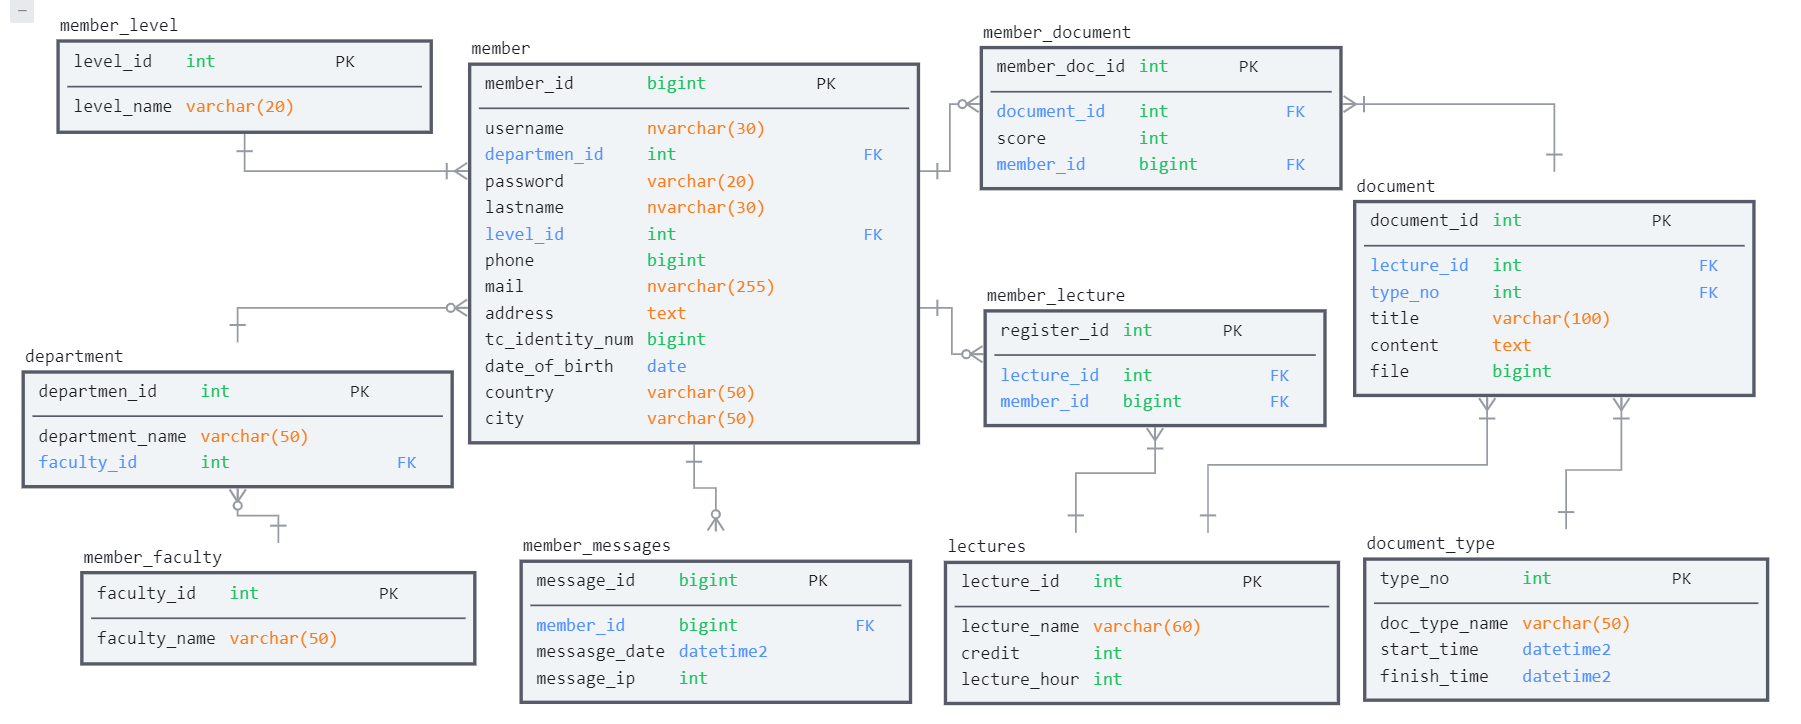 member_level
level_id int PK
level_name varchar(20)
member
member_id bigint PK
username nvarchar(30)
departmen_id int FK
password varchar(20)
lastname nvarchar(30)
level_id int FK
phone bigint
mail nvarchar(255)
address text
tc_identity_num bigint
date_of_birth date
country varchar(50)
city varchar(50)
member_document
member_doc_id int PK
document_id int FK
score int
member_id bigint FK
document
document_id int PK
lecture_id int FK
type_no int FK
title varchar(100)
content text
file bigint
member_lecture
register_id int PK
lecture_id int FK
member_id bigint FK
department
departmen_id int PK
department_name varchar(50)
faculty_id int FK
member_faculty
faculty_id int PK
faculty_name varchar(50)
member_messages
message_id bigint PK
member_id bigint FK
messasge_date datetime2
message_ip int
lectures
lecture_id int PK
lecture_name varchar(60)
credit int
lecture_hour int
document_type
type_no int PK
doc_type_name varchar(50)
start_time datetime2
finish_time datetime2